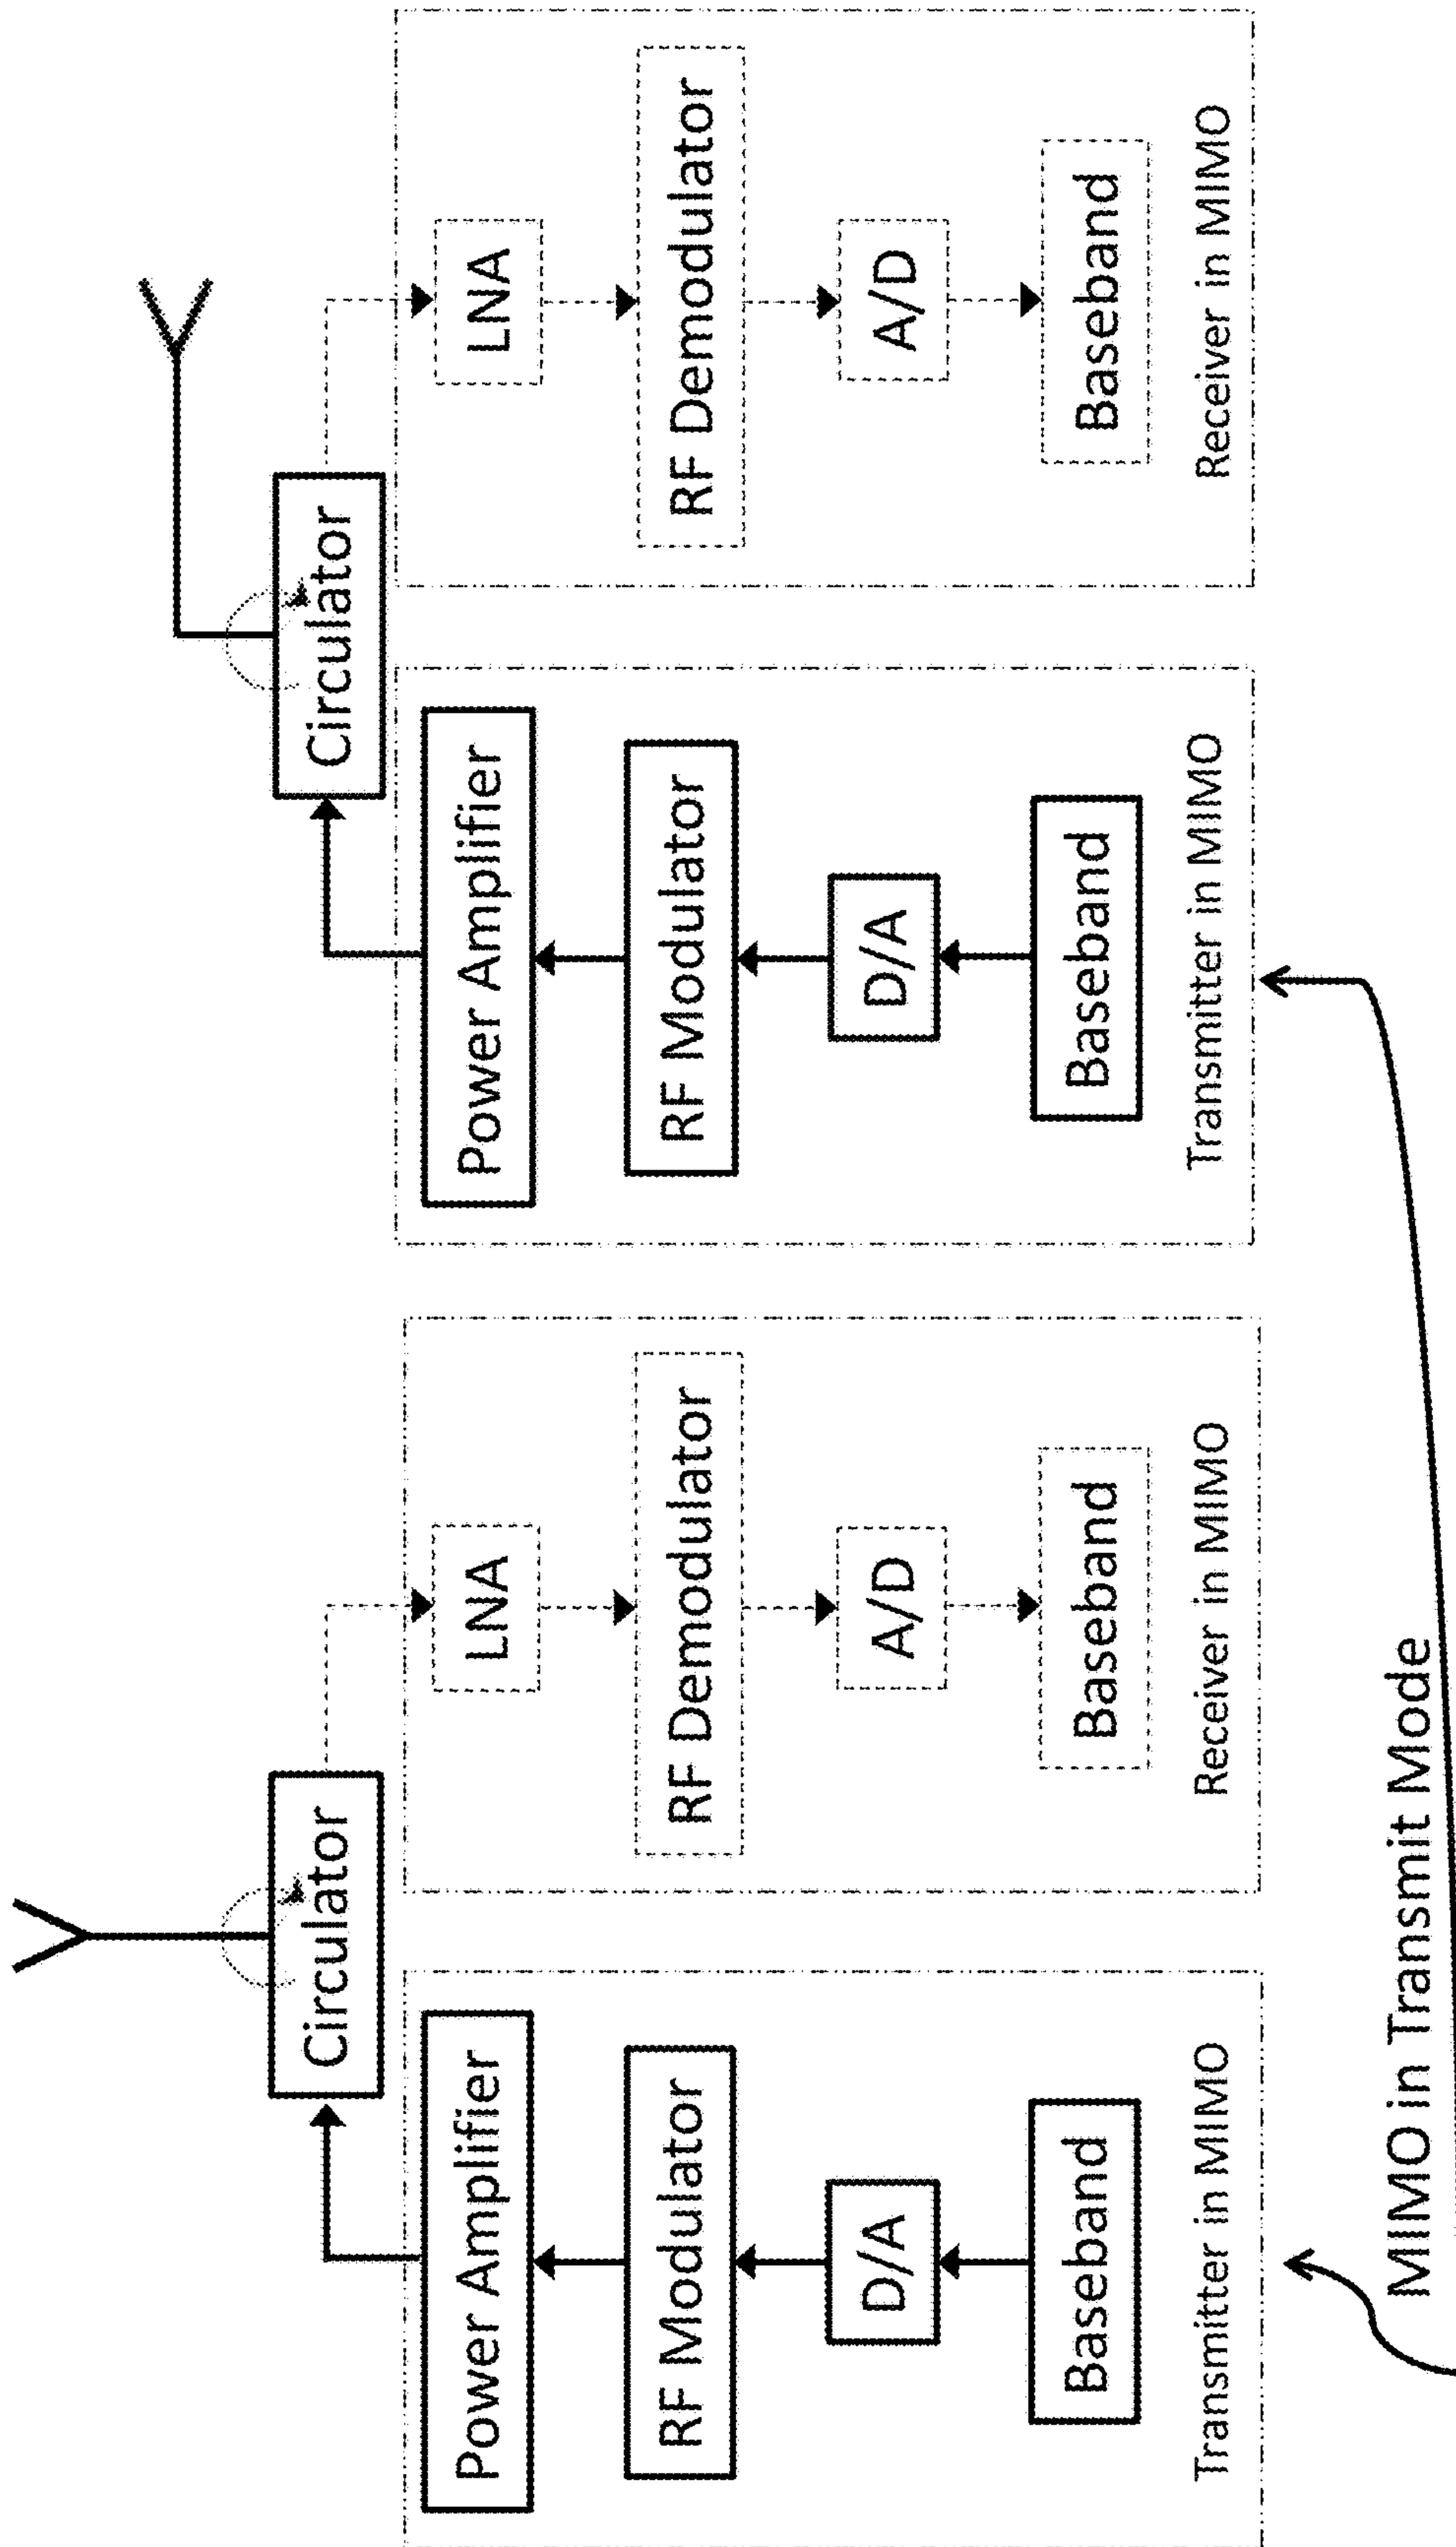 Circulator
Power Amplifier
RF Modulator
D/A
Baseband
Transmitter in MIMO
LNA
RF Demodulator
A/D
Baseband
Receiver in MIMO
Circulator
Power Amplifier
RF Modulator
D/A
Baseband
Transmitter in MIMO
LNA
RF Demodulator
A/D
Baseband
Receiver in MIMO
MIMO in Transmit Mode